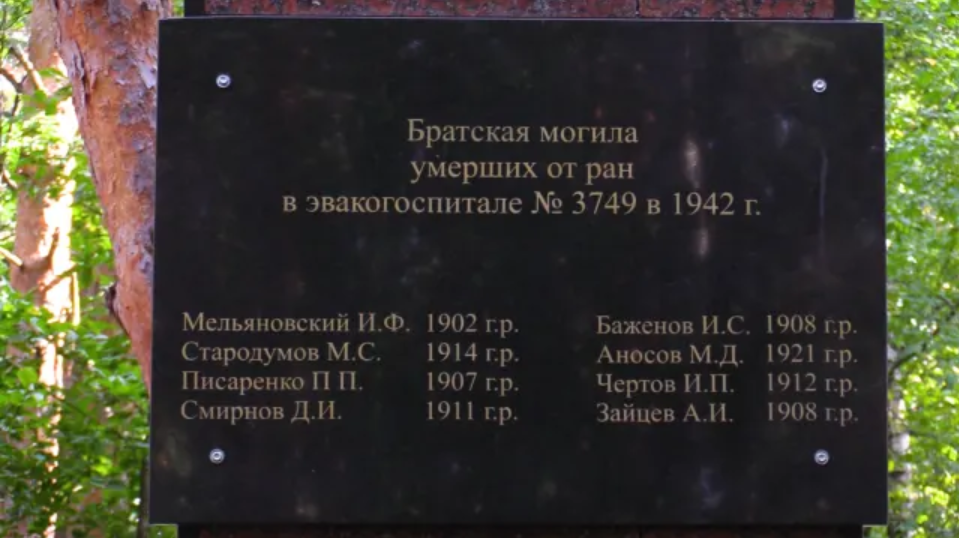 Братская могила
умерших от ран
в эвакогоспитале № 3749 в 1942 г.
Мельяновский И.Ф. 1902 г.р.
Стародумов М.С. 1914 г.р.
Писаренко П П. 1907 г.р.
Смирнов Д.И. 1911 г.р.
Баженов И.С. 1908 г.р.
Аносов М.Д. 1921 г.р.
Чертов И.П. 1912 г.р.
Зайцев А.И. 1908 г.р.